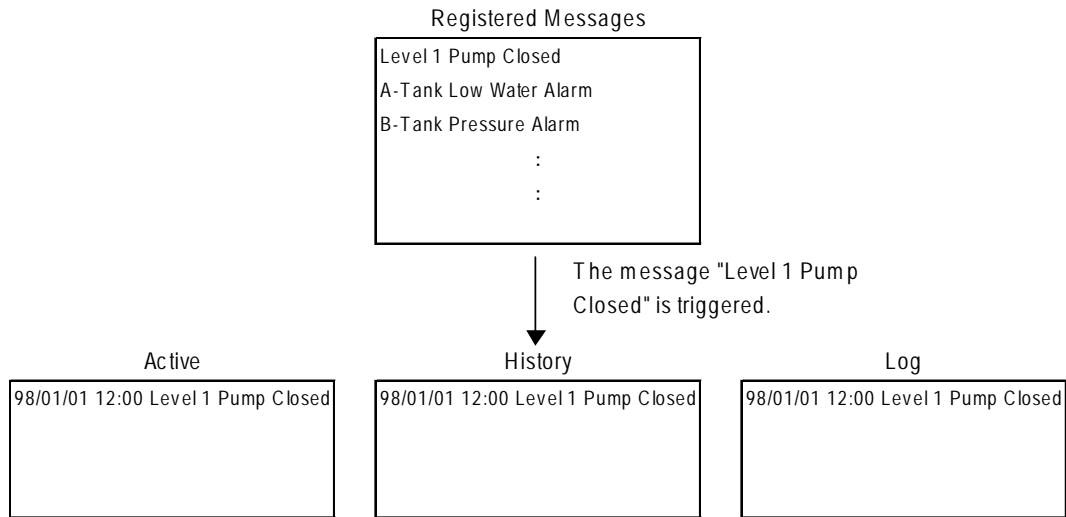 Registered Messages
Level 1 Pump Closed
A-Tank Low Water Alarm
B-Tank Pressure Alarm
:
:
The message "Level 1 Pump
Closed" is triggered.
Active
98/01/01 12:00 Level 1 Pump Closed
History
98/01/01 12:00 Level 1 Pump Closed
Log
98/01/01 12:00 Level 1 Pump Closed